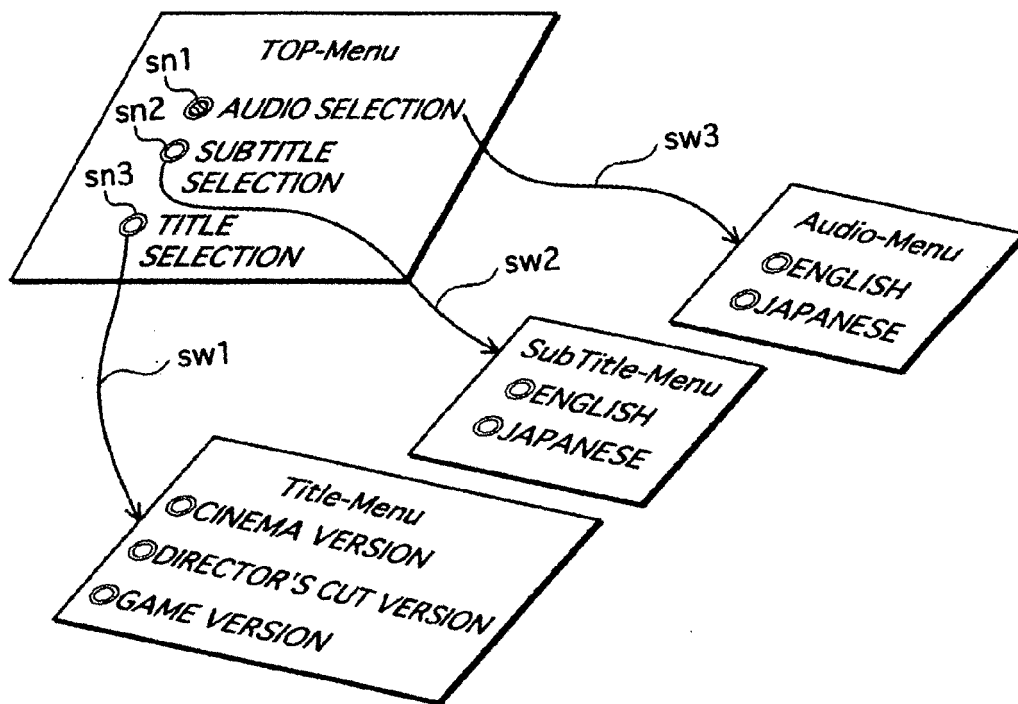 TOP-Menu
sn1
AUDIO SELECTION
sn2
SUBTITLE
SELECTION
sn3
TITLE
SELECTION
sw3
Audio-Menu
ENGLISH
JAPANESE
sw2
SubTitle-Menu
ENGLISH
JAPANESE
sw1
Title-Menu
CINEMA VERSION
DIRECTOR'S CUT VERSION
GAME VERSION